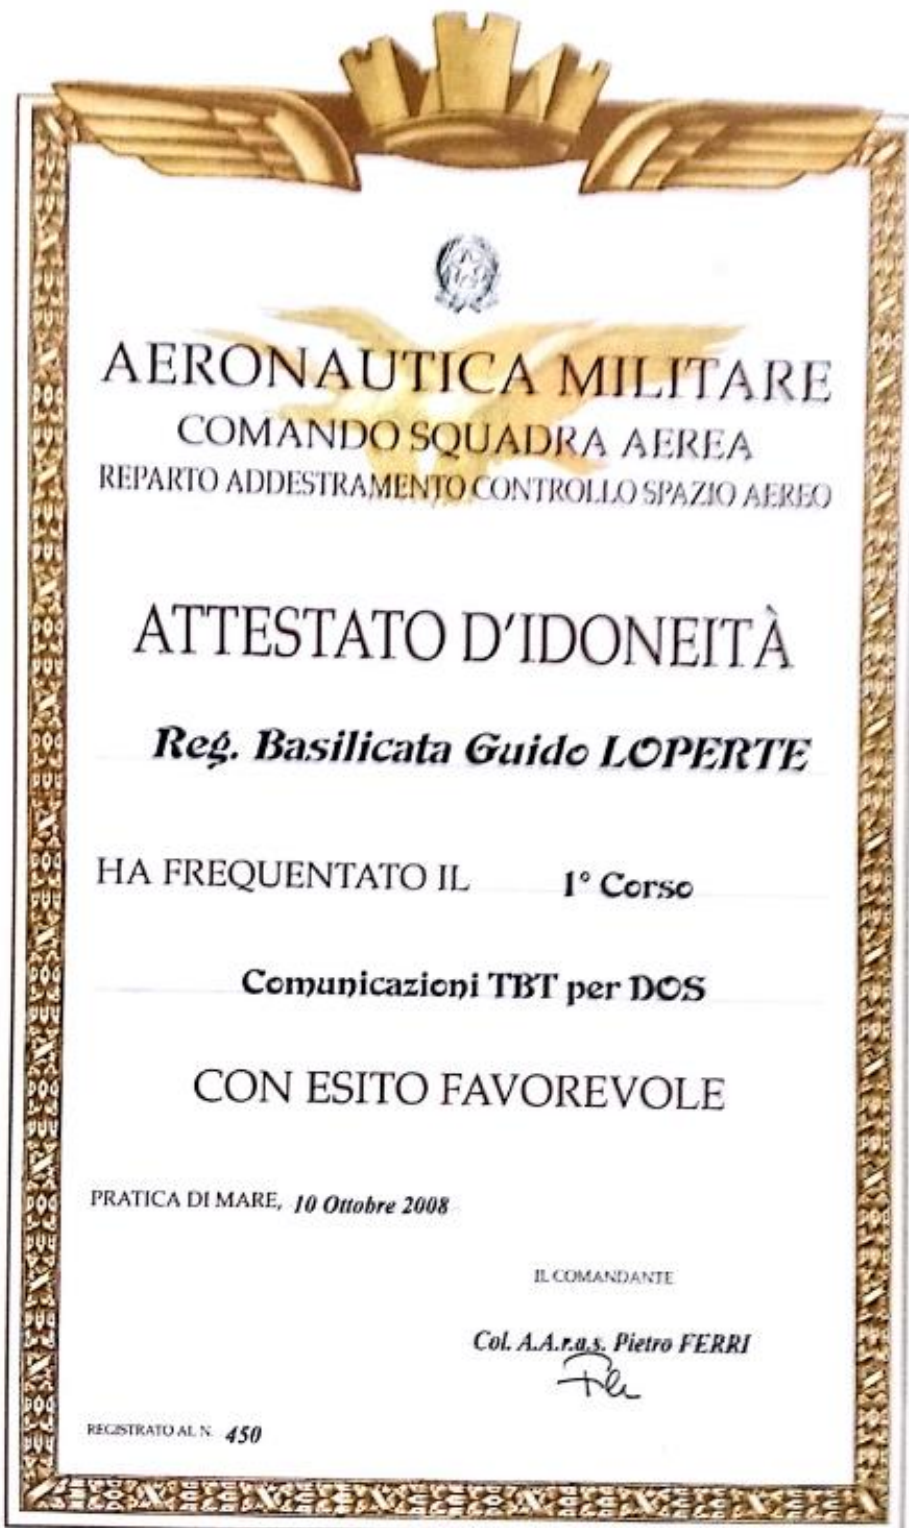 AERONAUTICA MILITARE
COMANDO SQUADRA AEREA
REPARTO ADDESTRAMENTO CONTROLLO SPAZIO AEREO
ATTESTATO D'IDONEITÀ
Reg. Basilicata Guido LOPERTE
HA FREQUENTATO IL 1° Corso
Comunicazioni TBT per DOS
CON ESITO FAVOREVOLE
PRATICA DI MARE, 10 Ottobre 2008
IL COMANDANTE
Col. A.A.r.a.s. Pietro FERRI
REGISTRATO AL N. 450